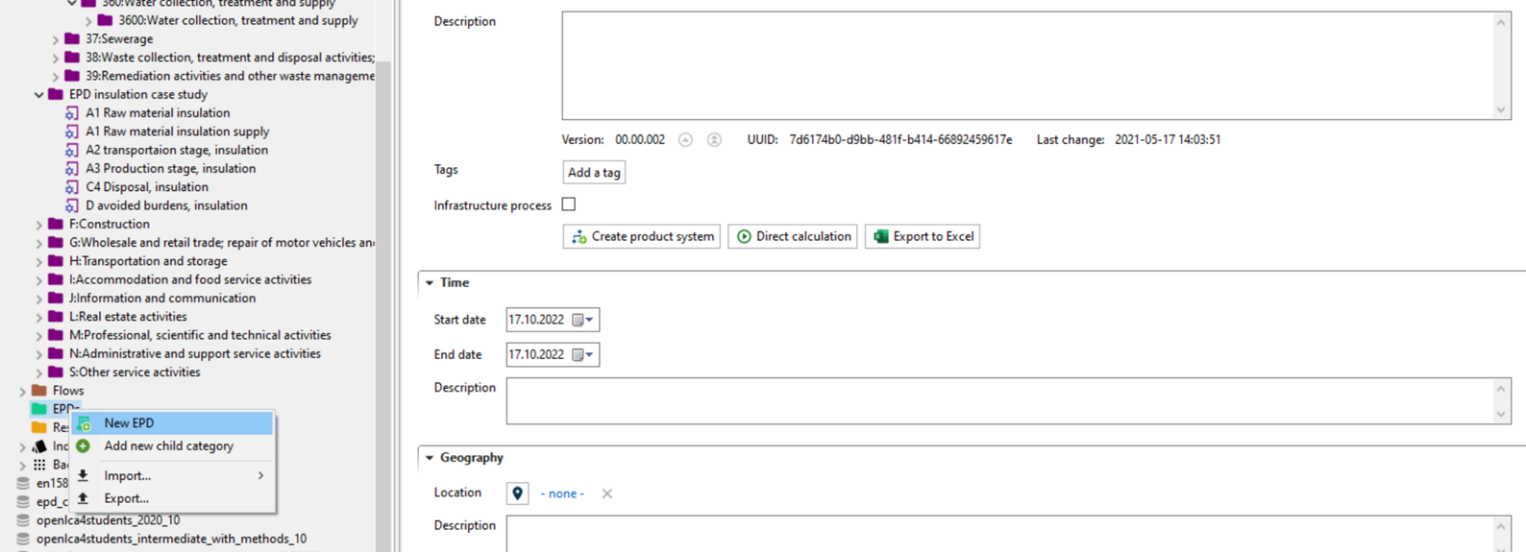 360:Water collection, treatment and supply
3600:Water collection, treatment and supply
37:Sewerage
38:Waste collection, treatment and disposal activities;
39:Remediation activities and other waste manageme
EPD insulation case study
A1 Raw material insulation
A1 Raw material insulation supply
A2 transportaion stage, insulation
A3 Production stage, insulation
C4 Disposal, insulation
D avoided burdens, insulation
F:Construction
G:Wholesale and retail trade; repair of motor vehicles an
H:Transportation and storage
I:Accommodation and food service activities
J:Information and communication
L:Real estate activities
M:Professional, scientific and technical activities
N:Administrative and support service activities
S:Other service activities
Flows
EPDs
Res
Ind
Ba
en158
epd_c
openlca4students_2020_10
openlca4students_intermediate_with_methods_10
New EPD
Add new child category
Import...
Export...
Description
Version: 00.00.002 UUID: 7d6174b0-d9bb-481f-b414-66892459617e Last change: 2021-05-17 14:03:51
Tags Add a tag
Infrastructure process
Create product system Direct calculation Export to Excel
Time
Start date 17.10.2022
End date 17.10.2022
Description
Geography
Location - none -
Description